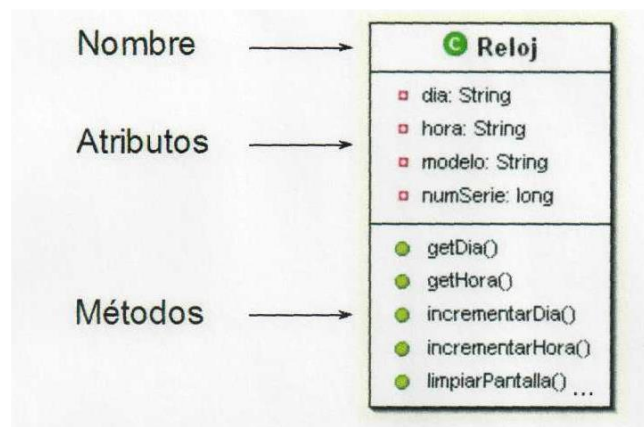 Nombre
C Reloj
dia: String
hora: String
Atributos
modelo: String
numSerie: long
getDia()
getHora()
Métodos
incrementarDia()
incrementarHora()
limpiarPantalla() ...